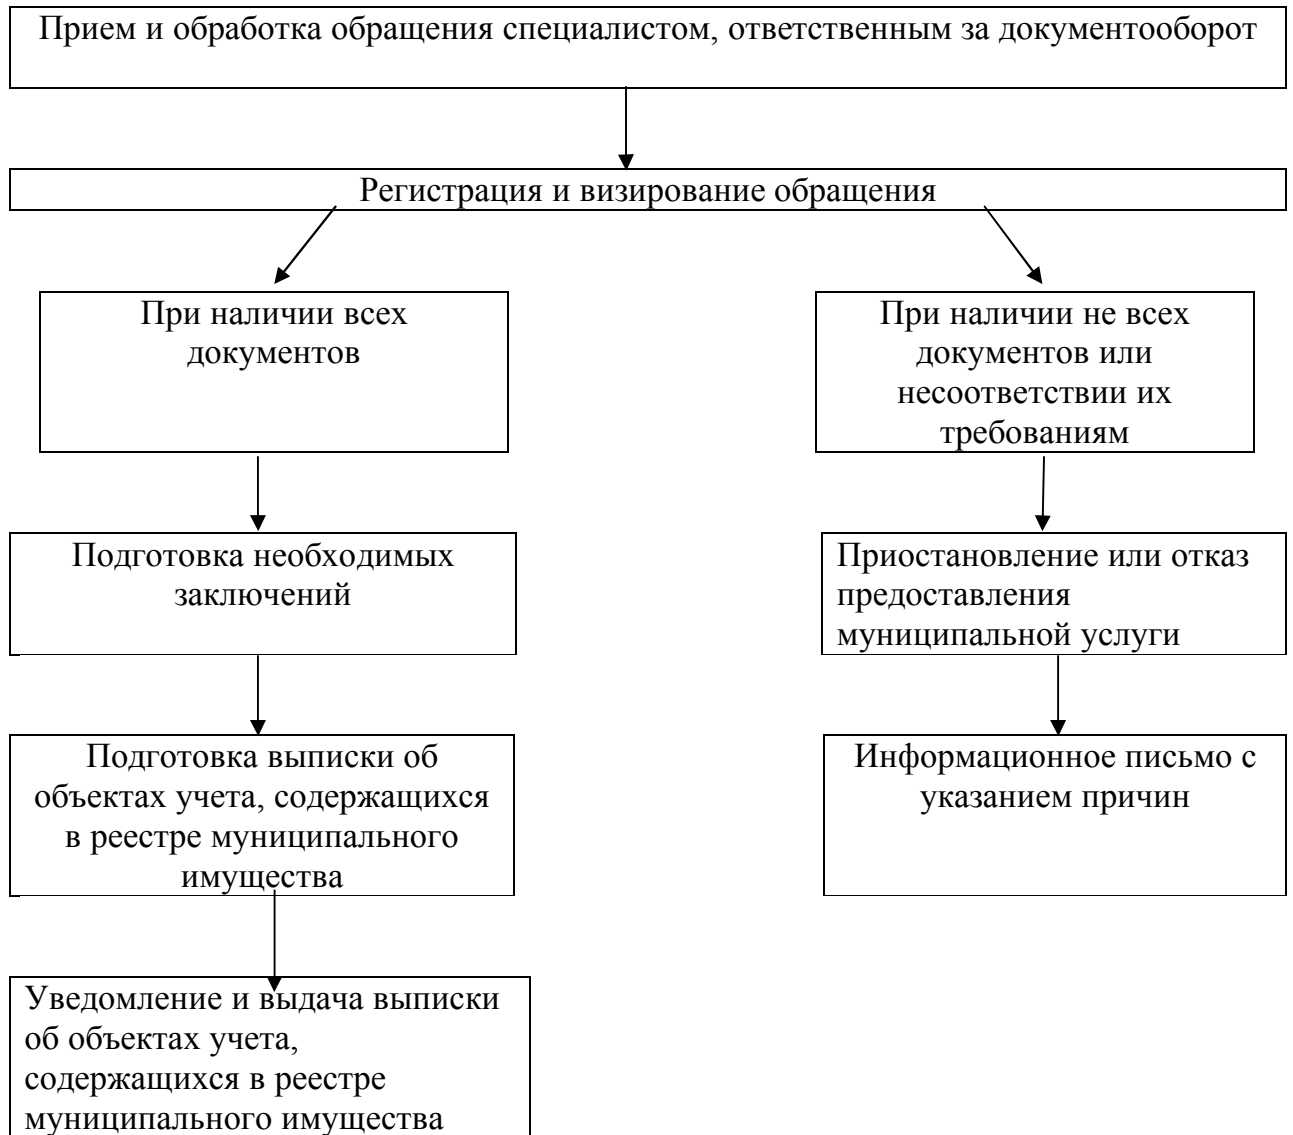 Прием и обработка обращения специалистом, ответственным за документооборот
Регистрация и визирование обращения
При наличии всех
документов
При наличии не всех
документов или
несоответствии их
требованиям
Подготовка необходимых
заключений
Приостановление или отказ
предоставления
муниципальной услуги
Подготовка выписки об
объектах учета, содержащихся
в реестре муниципального
имущества
Информационное письмо с
указанием причин
Уведомление и выдача выписки
об объектах учета,
содержащихся в реестре
муниципального имущества